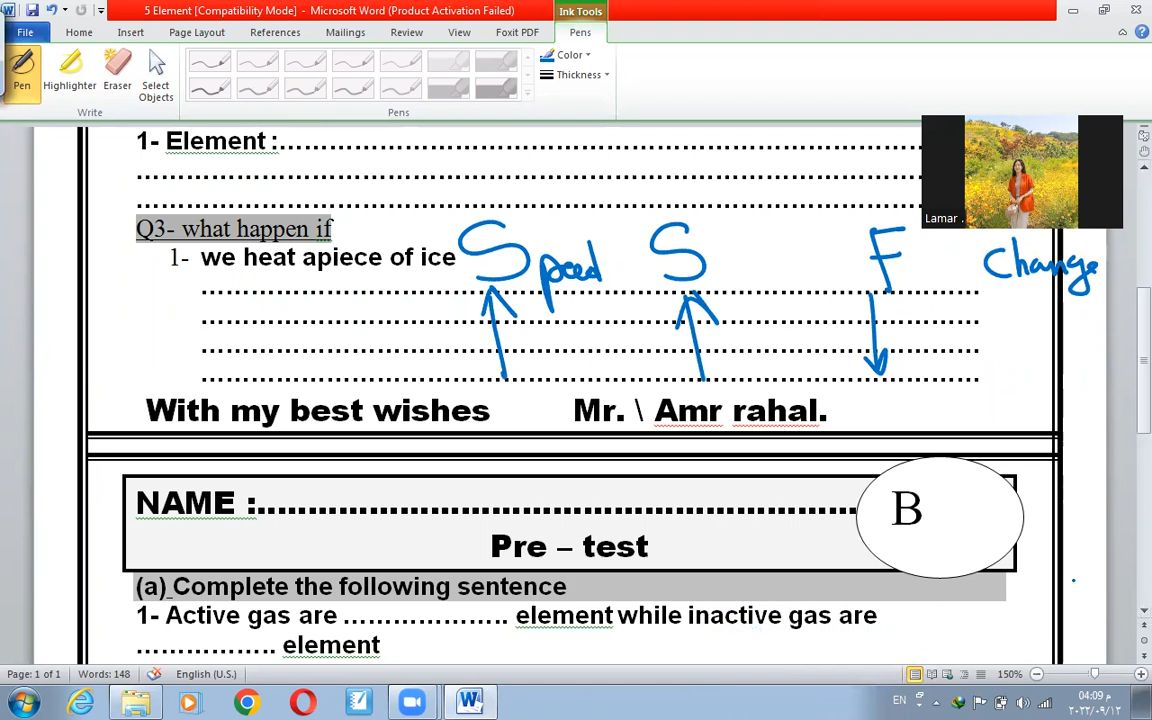 5 Element [Compatibility Mode] - Microsoft Word (Product Activation Failed)
Ink Tools
File Home Insert Page Layout References Mailings Review View Foxit PDF Pens
Pen Highlighter Eraser Select Objects
Color
Thickness
Write Pens
1- Element :........................................................................
................................................................................
................................................................................
Lamar .
Q3- what happen if
1- we heat apiece of ice
Speed S F change
................................................................................
................................................................................
................................................................................
................................................................................
With my best wishes Mr. \ Amr rahal.
NAME :..................................................................
B
Pre – test
(a) Complete the following sentence
1- Active gas are ………………….. element while inactive gas are
……………… element
Page: 1 of 1 Words: 148 English (U.S.) 150%
EN
04:09 م
٢٠٢٢/٠٩/١٢